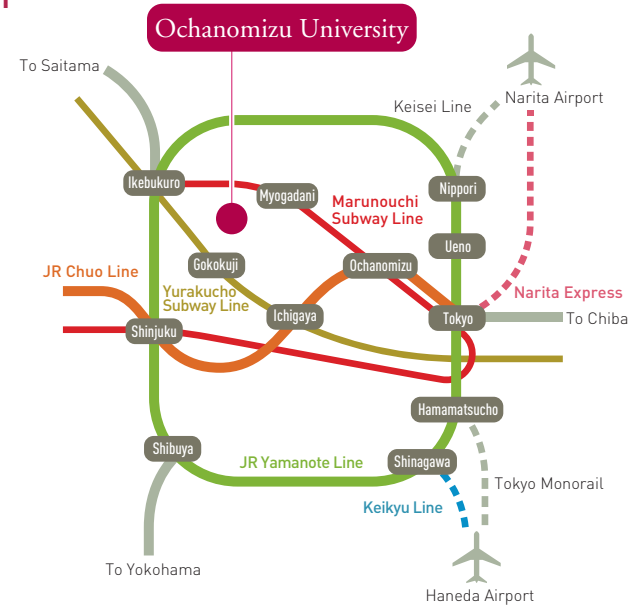 Ochanomizu University
To Saitama
Keisei Line
Narita Airport
Ikebukuro
Myogadani
Nippori
Marunouchi
Subway Line
Ueno
Gokokuji
Ochanomizu
JR Chuo Line
Yurakucho
Subway Line
Narita Express
Ichigaya
Tokyo
To Chiba
Shinjuku
Hamamatsucho
Shibuya
JR Yamanote Line
Shinagawa
Tokyo Monorail
Keikyu Line
To Yokohama
Haneda Airport